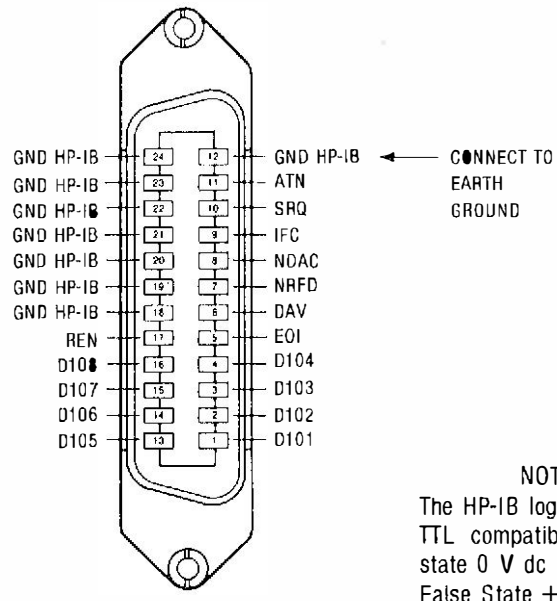 GND HP-IB 24 12 GND HP-IB CONNECT TO
GND HP-IB 23 11 ATN EARTH
GND HP-IB 22 10 SRQ GROUND
GND HP-IB 21 9 IFC
GND HP-IB 20 8 NDAC
GND HP-IB 19 7 NRFD
GND HP-IB 18 6 DAV
REN 17 5 EOI
D108 16 4 D104
D107 15 3 D103
D106 14 2 D102
D105 13 1 D101
NOT
The HP-IB log
TTL compatib
state 0 V dc
False State +